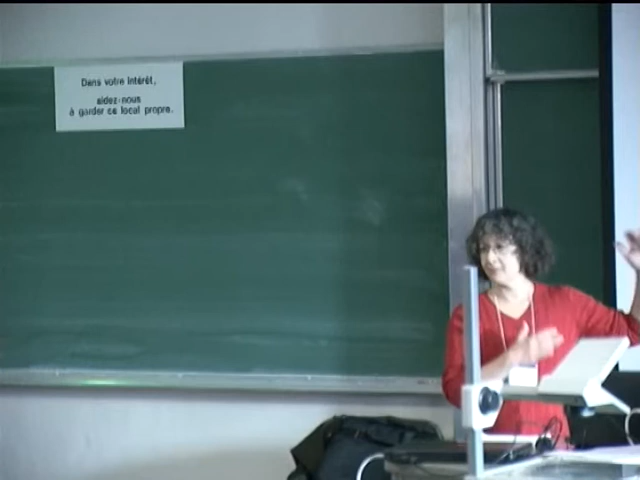 Dans votre intérêt,
aidez-nous
à garder ce local propre.